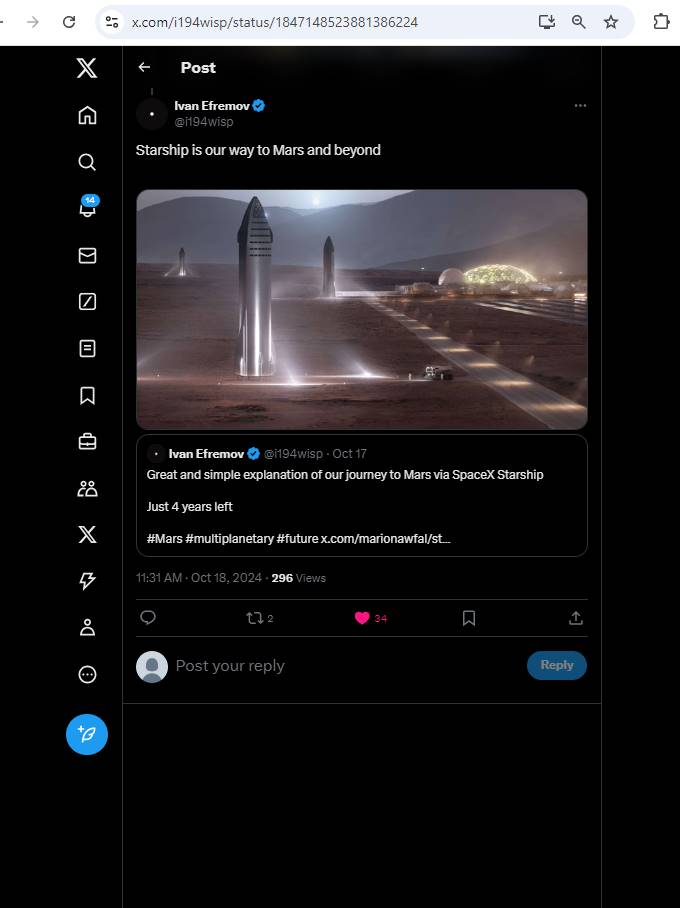 x.com/i194wisp/status/1847148523881386224
Post
Ivan Efremov
@i194wisp
14
Starship is our way to Mars and beyond
Ivan Efremov @i194wisp · Oct 17
Great and simple explanation of our journey to Mars via SpaceX Starship
Just 4 years left
#Mars #multiplanetary #future x.com/marionawfal/st...
11:31 AM · Oct 18, 2024 · 296 Views
2 34
Post your reply Reply